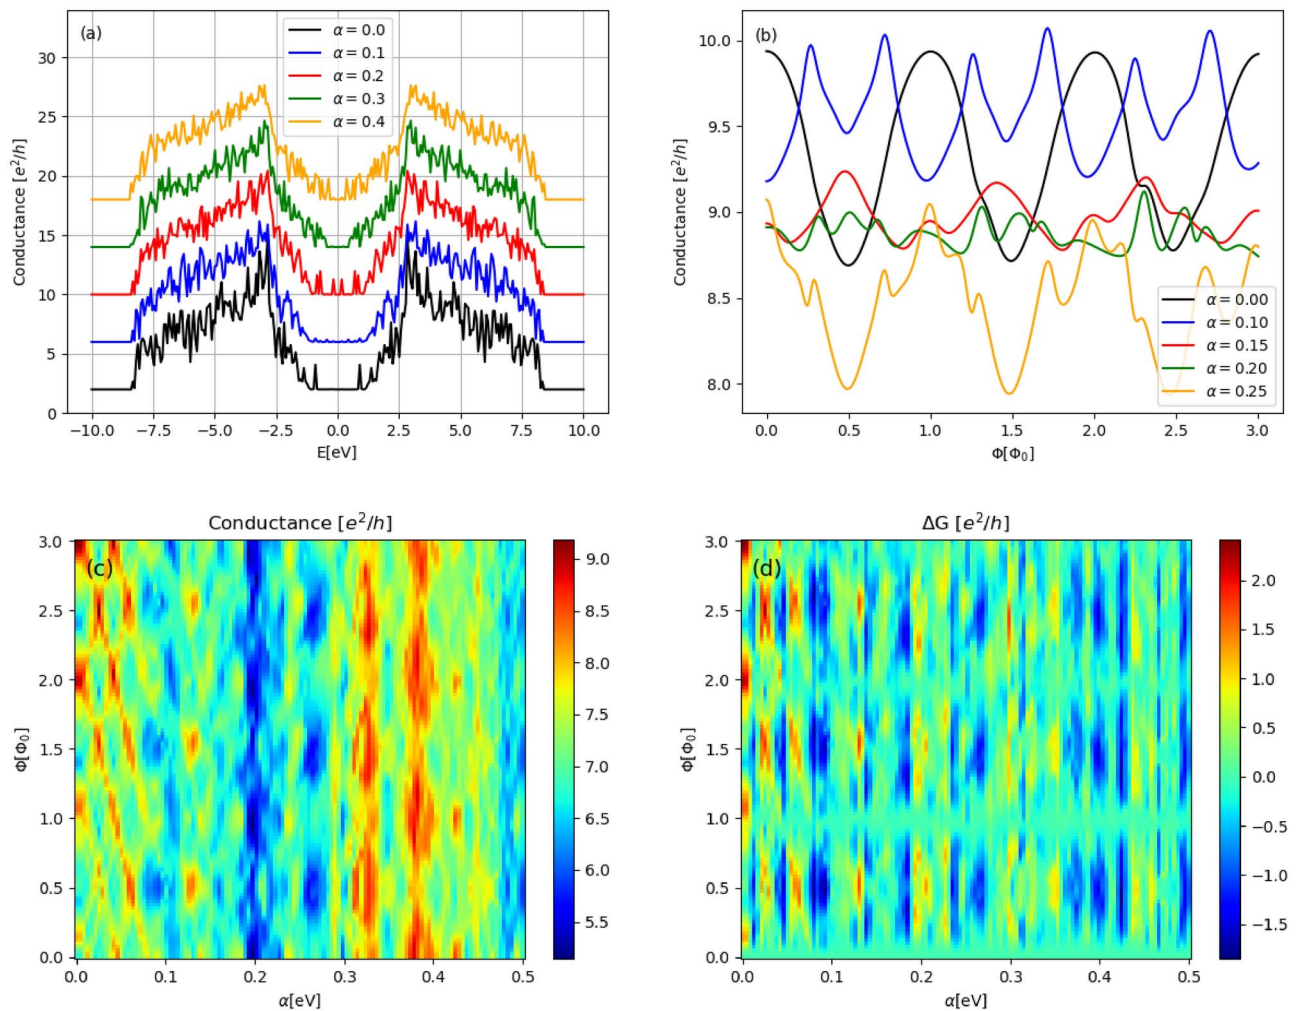 (a)
α = 0.0
α = 0.1
α = 0.2
α = 0.3
α = 0.4
Conductance [e²/h]
30
25
20
15
10
5
0
−10.0 −7.5 −5.0 −2.5 0.0 2.5 5.0 7.5 10.0
E[eV]
(b)
Conductance [e²/h]
10.0
9.5
9.0
8.5
8.0
α = 0.00
α = 0.10
α = 0.15
α = 0.20
α = 0.25
0.0 0.5 1.0 1.5 2.0 2.5 3.0
Φ[Φ₀]
Conductance [e²/h]
(c)
Φ[Φ₀]
3.0
2.5
2.0
1.5
1.0
0.5
0.0
0.0 0.1 0.2 0.3 0.4 0.5
α[eV]
9.0
8.5
8.0
7.5
7.0
6.5
6.0
5.5
ΔG [e²/h]
(d)
Φ[Φ₀]
3.0
2.5
2.0
1.5
1.0
0.5
0.0
0.0 0.1 0.2 0.3 0.4 0.5
α[eV]
2.0
1.5
1.0
0.5
0.0
−0.5
−1.0
−1.5